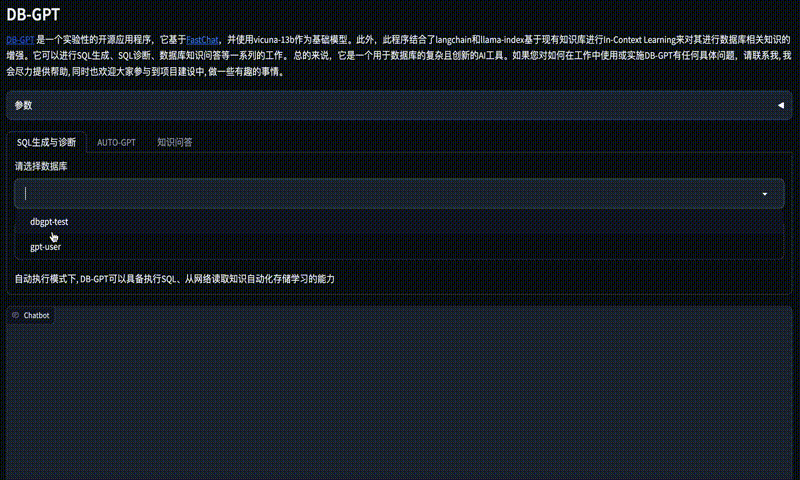 DB-GPT
DB-GPT 是一个实验性的开源应用程序，它基于FastChat，并使用vicuna-13b作为基础模型。此外，此程序结合了langchain和llama-index基于现有知识库进行In-Context Learning来对其进行数据库相关知识的
增强。它可以进行SQL生成、SQL诊断、数据库知识问答等一系列的工作。 总的来说，它是一个用于数据库的复杂且创新的AI工具。如果您对如何在工作中使用或实施DB-GPT有任何具体问题，请联系我, 我
会尽力提供帮助, 同时也欢迎大家参与到项目建设中, 做一些有趣的事情。
参数
SQL生成与诊断 AUTO-GPT 知识问答
请选择数据库
dbgpt-test
gpt-user
自动执行模式下, DB-GPT可以具备执行SQL、从网络读取知识自动化存储学习的能力
Chatbot